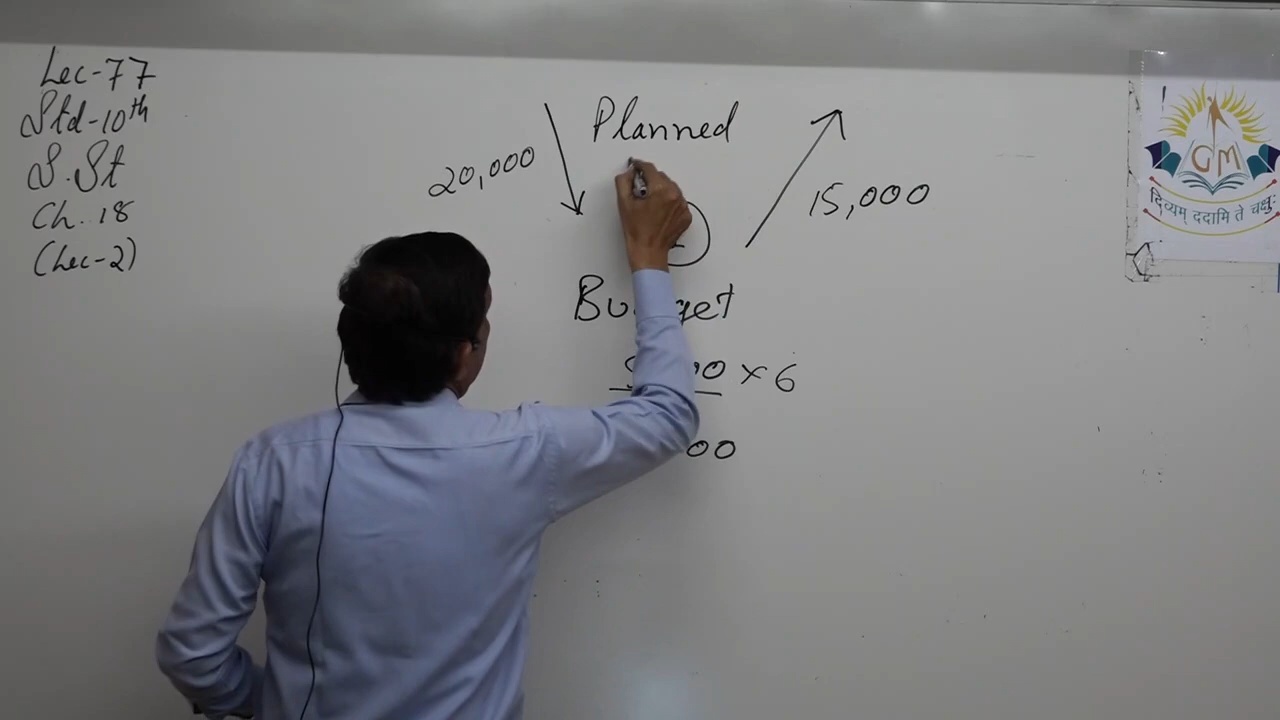 Lec-77
Std-10th
S.St
Ch. 18
(Lec-2)
Planned
20,000
15,000
× 6
GM
दिव्यम् ददामि ते चक्षुः